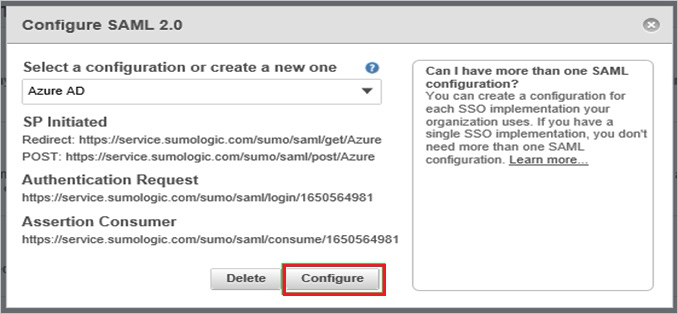 Configure SAML 2.0
Select a configuration or create a new one
?
Azure AD
SP Initiated
Redirect: https://service.sumologic.com/sumo/saml/get/Azure
POST: https://service.sumologic.com/sumo/saml/post/Azure
Authentication Request
https://service.sumologic.com/sumo/saml/login/1650564981
Assertion Consumer
https://service.sumologic.com/sumo/saml/consume/1650564981
Delete
Configure
Can I have more than one SAML
configuration?
You can create a configuration for
each SSO implementation your
organization uses. If you have a
single SSO implementation, you don't
need more than one SAML
configuration. Learn more...